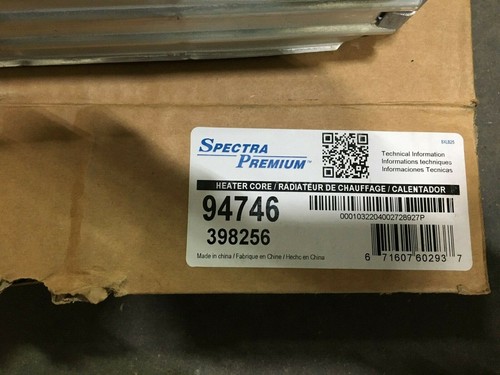 SPECTRA
PREMIUM™
Technical Information
Informations techniques
Informaciones Tecnicas
HEATER CORE / RADIATEUR DE CHAUFFAGE / CALENTADOR
94746
0001032204002728927P
398256
6 71607 60293 7
Made in china / Fabriqué en Chine / Hecho en China